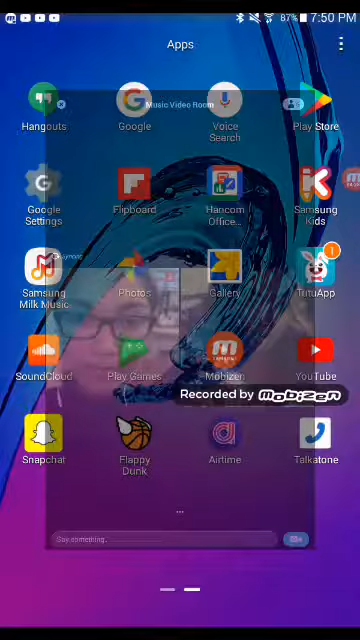 87% 7:50 PM
Apps
Music Video Room
Hangouts
Google
Voice Search
Play Store
Google Settings
Flipboard
Hancom Office...
Samsung Kids
Samsung Milk Music
Photos
Gallery
1
TutuApp
SoundCloud
Play Games
Mobizen
YouTube
Recorded by mobizen
Snapchat
Flappy Dunk
Airtime
Talkatone
...
Say something...